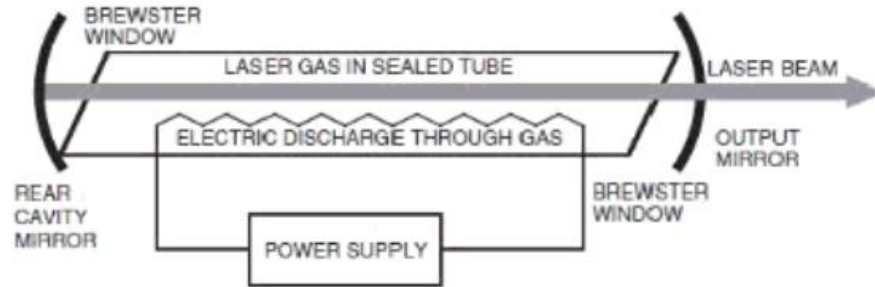 BREWSTER
WINDOW
LASER GAS IN SEALED TUBE
LASER BEAM
ELECTRIC DISCHARGE THROUGH GAS
OUTPUT
MIRROR
REAR
CAVITY
MIRROR
BREWSTER
WINDOW
POWER SUPPLY